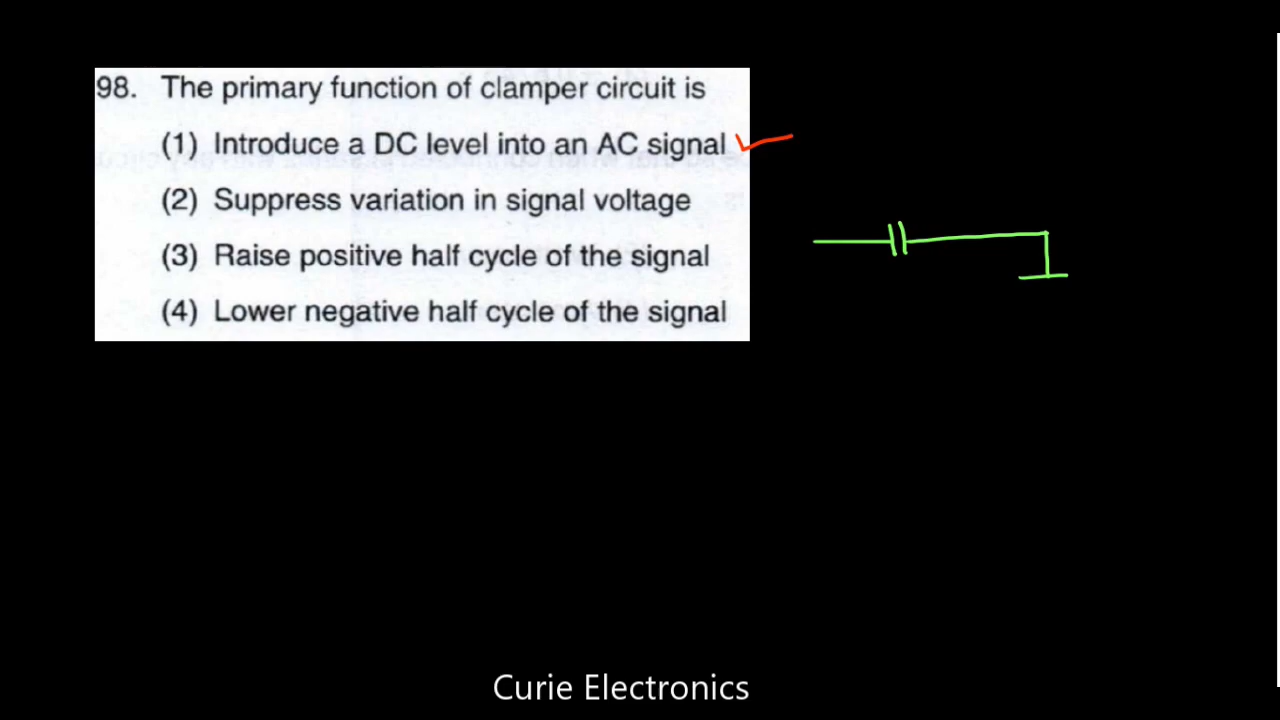 98. The primary function of clamper circuit is
(1) Introduce a DC level into an AC signal
(2) Suppress variation in signal voltage
(3) Raise positive half cycle of the signal
(4) Lower negative half cycle of the signal
Curie Electronics